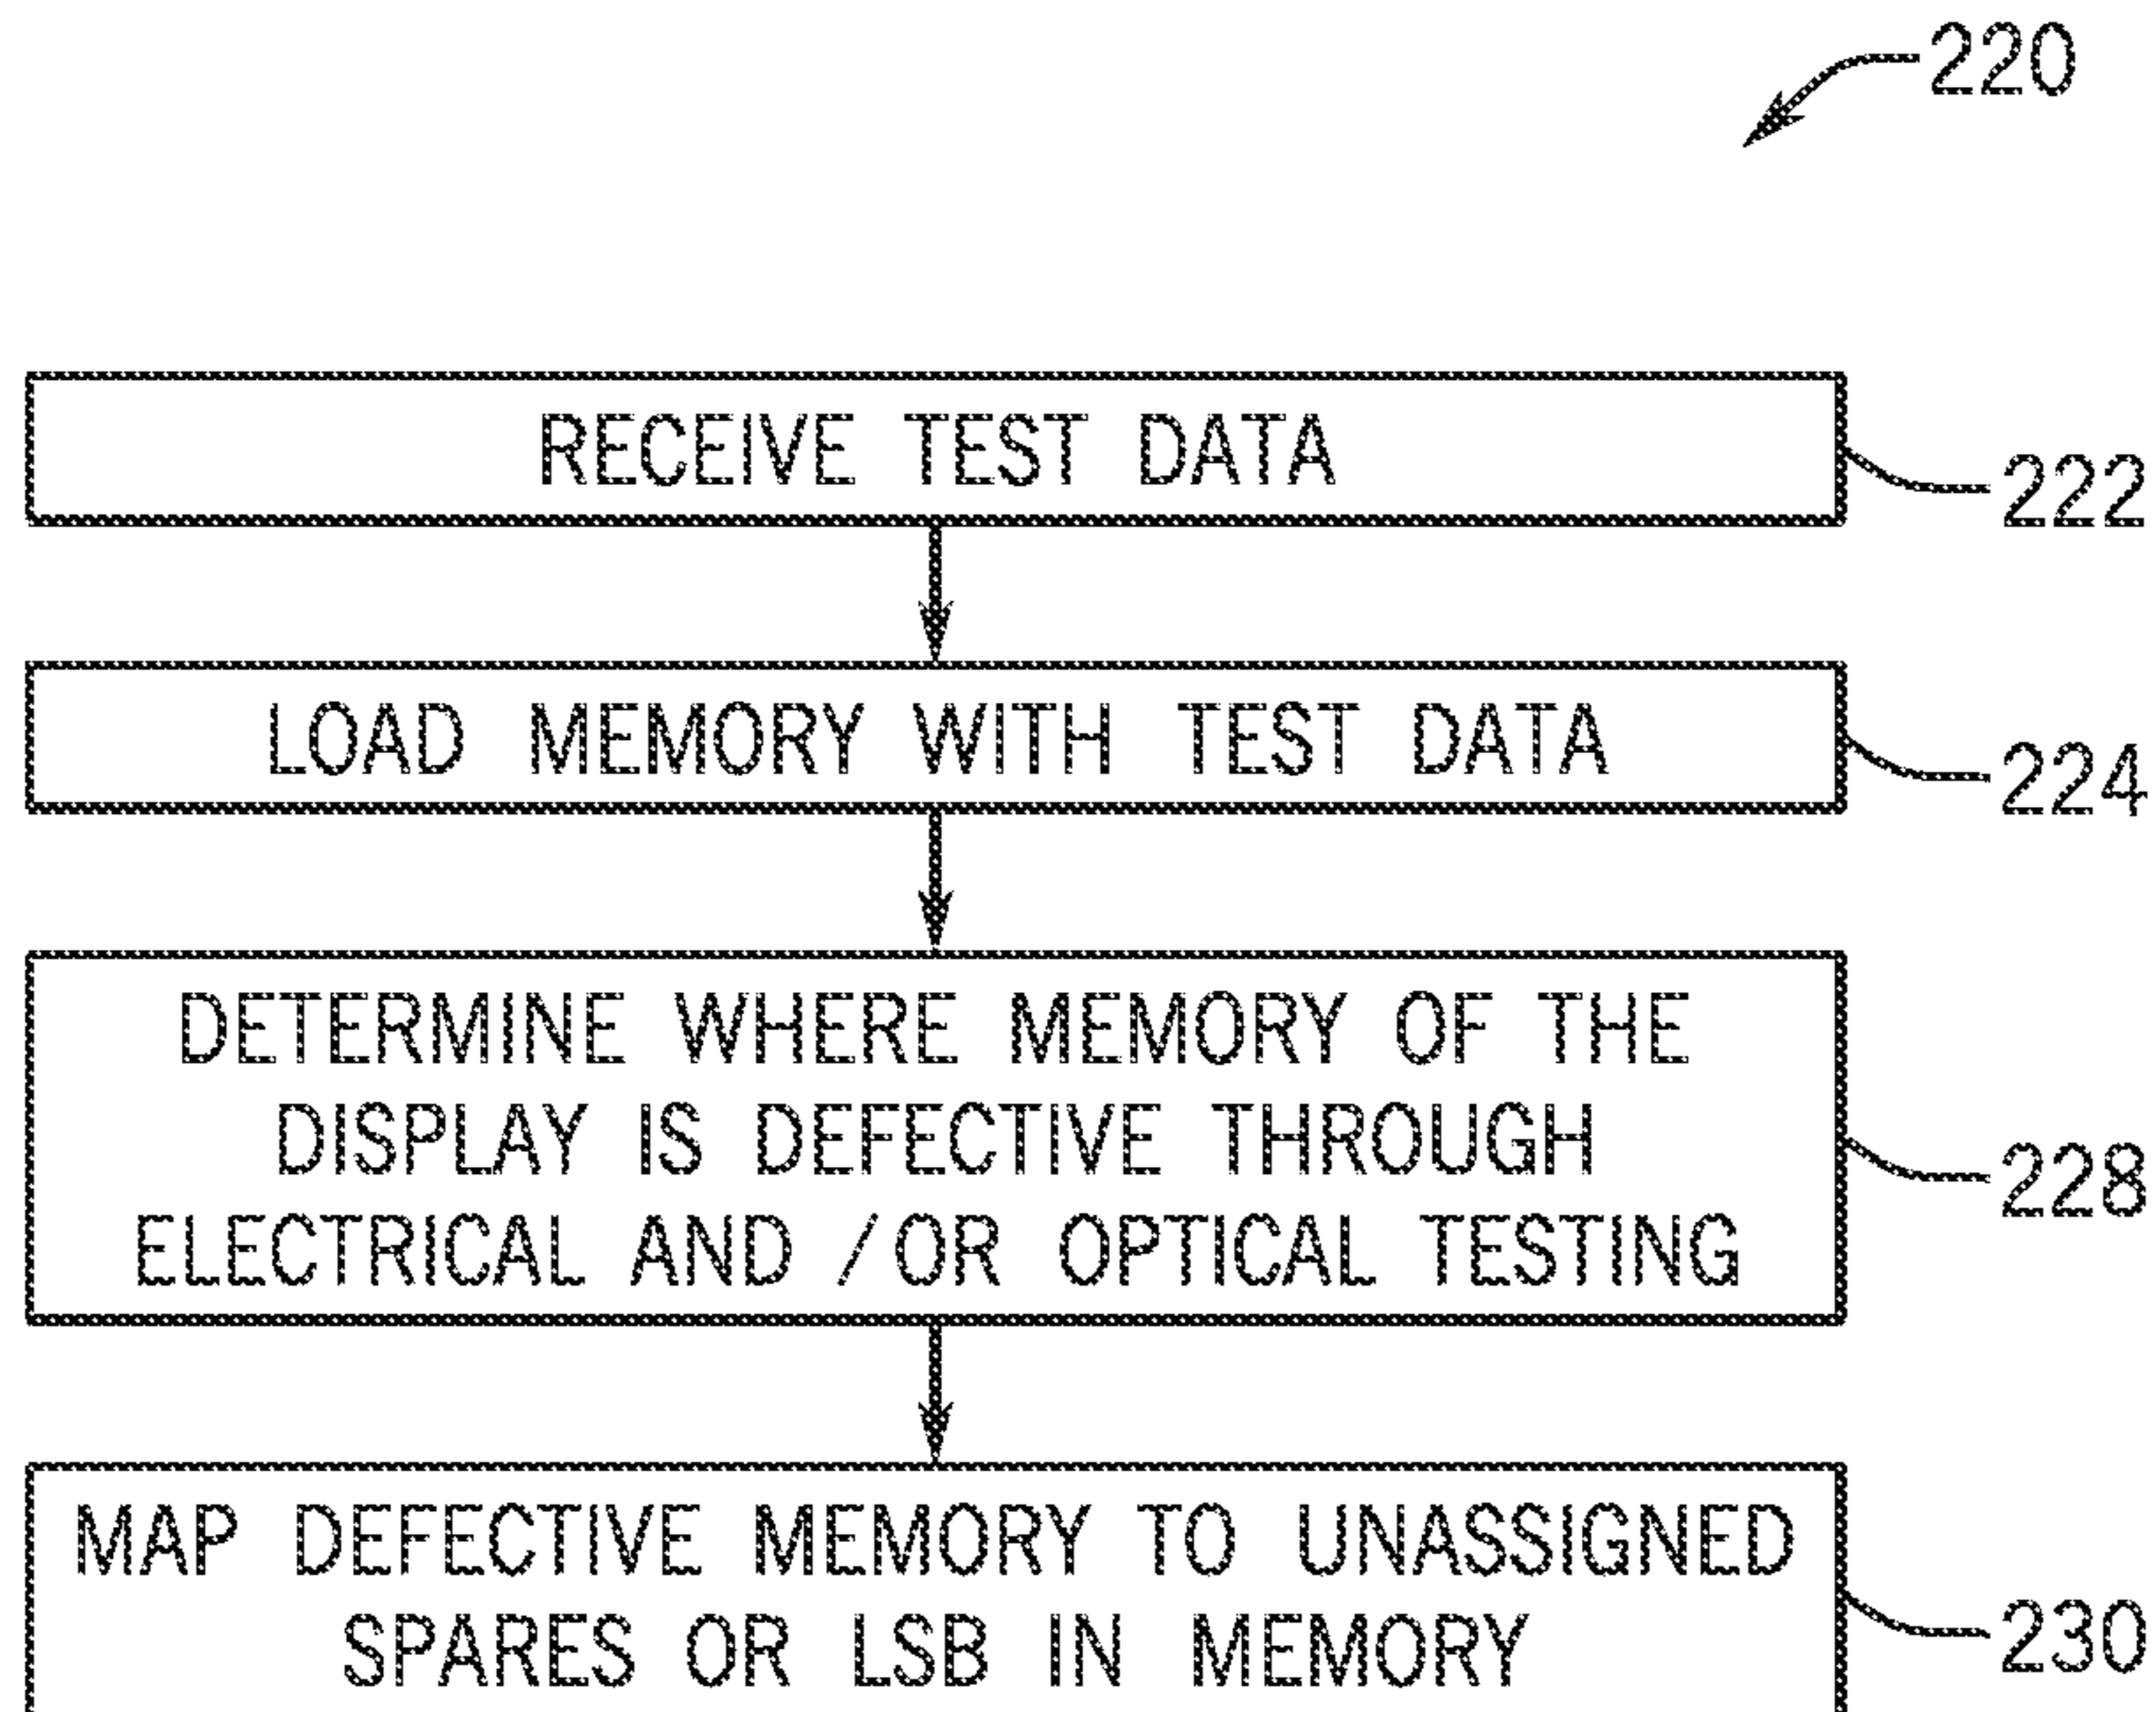 220
RECEIVE TEST DATA
222
LOAD MEMORY WITH TEST DATA
224
DETERMINE WHERE MEMORY OF THE
DISPLAY IS DEFECTIVE THROUGH
ELECTRICAL AND /OR OPTICAL TESTING
228
MAP DEFECTIVE MEMORY TO UNASSIGNED
SPARES OR LSB IN MEMORY
230